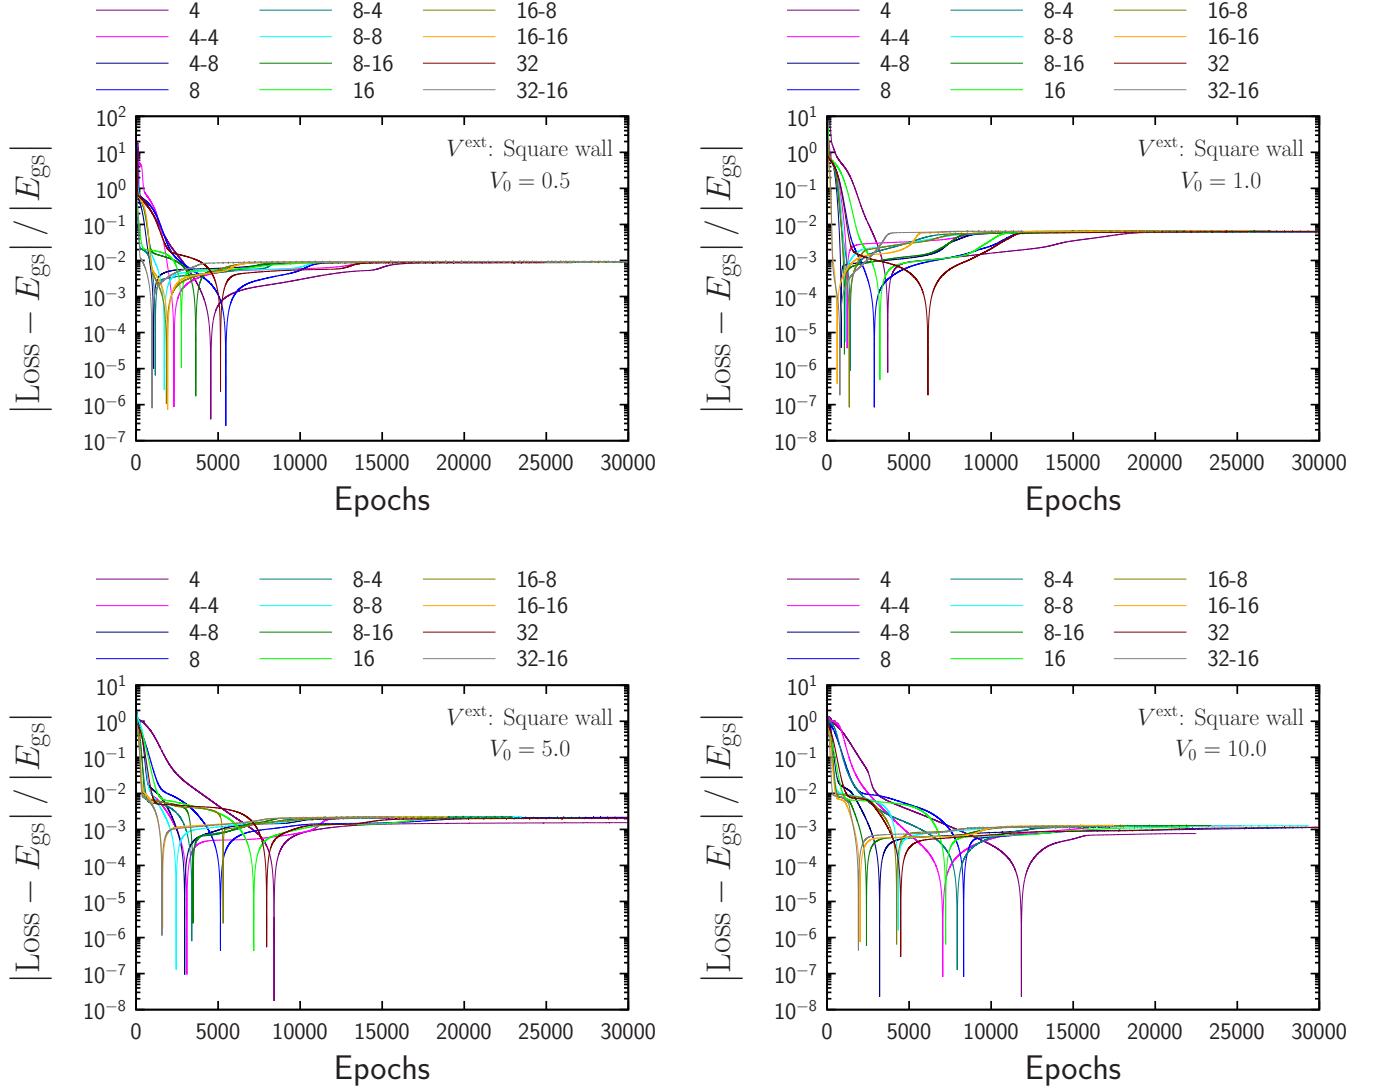 4 8-4 16-8
4-4 8-8 16-16
4-8 8-16 32
8 16 32-16
|Loss − E_gs| / |E_gs|
10^2
10^1
10^0
10^−1
10^−2
10^−3
10^−4
10^−5
10^−6
10^−7
V^ext: Square wall
V_0 = 0.5
0 5000 10000 15000 20000 25000 30000
Epochs
4 8-4 16-8
4-4 8-8 16-16
4-8 8-16 32
8 16 32-16
|Loss − E_gs| / |E_gs|
10^1
10^0
10^−1
10^−2
10^−3
10^−4
10^−5
10^−6
10^−7
10^−8
V^ext: Square wall
V_0 = 1.0
0 5000 10000 15000 20000 25000 30000
Epochs
4 8-4 16-8
4-4 8-8 16-16
4-8 8-16 32
8 16 32-16
|Loss − E_gs| / |E_gs|
10^1
10^0
10^−1
10^−2
10^−3
10^−4
10^−5
10^−6
10^−7
10^−8
V^ext: Square wall
V_0 = 5.0
0 5000 10000 15000 20000 25000 30000
Epochs
4 8-4 16-8
4-4 8-8 16-16
4-8 8-16 32
8 16 32-16
|Loss − E_gs| / |E_gs|
10^1
10^0
10^−1
10^−2
10^−3
10^−4
10^−5
10^−6
10^−7
10^−8
V^ext: Square wall
V_0 = 10.0
0 5000 10000 15000 20000 25000 30000
Epochs